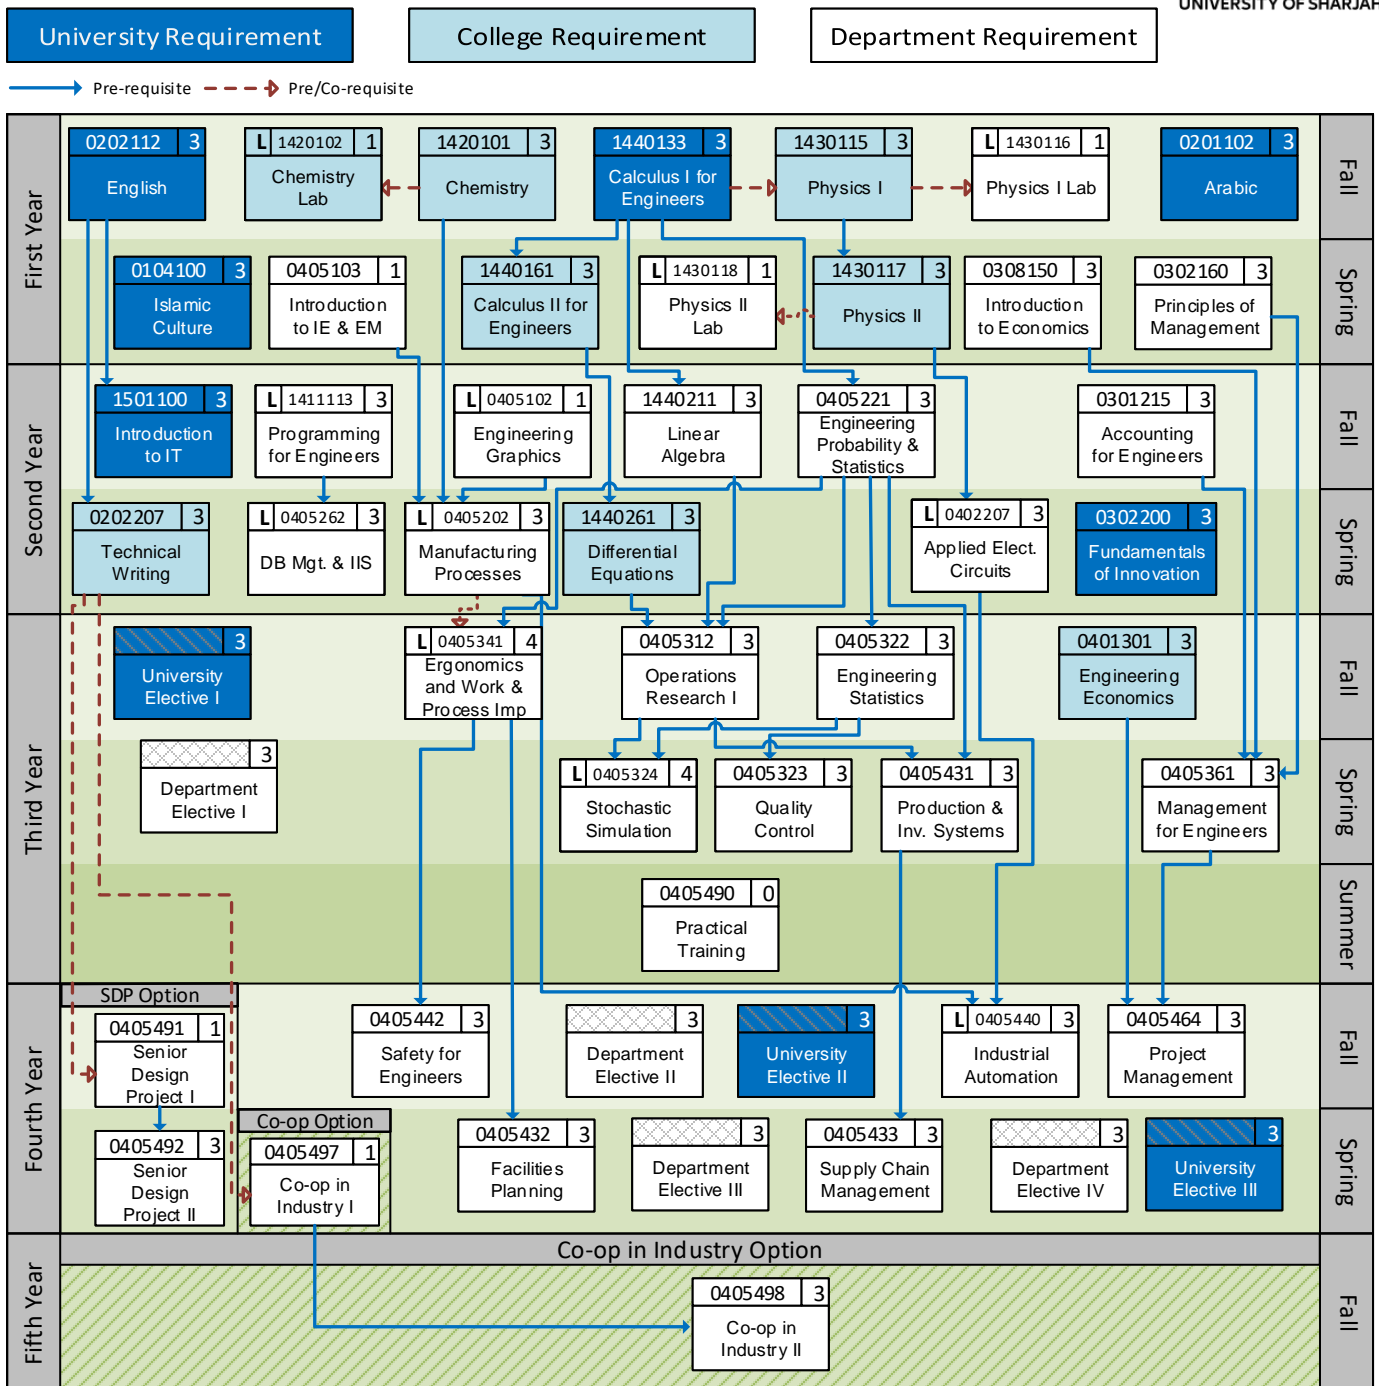 UNIVERSITY OF SHARJAH
University Requirement
College Requirement
Department Requirement
Pre-requisite
Pre/Co-requisite
First Year
Fall
0202112 3
English
L 1420102 1
Chemistry
Lab
1420101 3
Chemistry
1440133 3
Calculus I for
Engineers
1430115 3
Physics I
L 1430116 1
Physics I Lab
0201102 3
Arabic
Spring
0104100 3
Islamic
Culture
0405103 1
Introduction
to IE & EM
1440161 3
Calculus II for
Engineers
L 1430118 1
Physics II
Lab
1430117 3
Physics II
0308150 3
Introduction
to Economics
0302160 3
Principles of
Management
Second Year
Fall
1501100 3
Introduction
to IT
L 1411113 3
Programming
for Engineers
L 0405102 1
Engineering
Graphics
1440211 3
Linear
Algebra
0405221 3
Engineering
Probability &
Statistics
0301215 3
Accounting
for Engineers
Spring
0202207 3
Technical
Writing
L 0405262 3
DB Mgt. & IIS
L 0405202 3
Manufacturing
Processes
1440261 3
Differential
Equations
L 0402207 3
Applied Elect.
Circuits
0302200 3
Fundamentals
of Innovation
Third Year
Fall
3
University
Elective I
L 0405341 4
Ergonomics
and Work &
Process Imp
0405312 3
Operations
Research I
0405322 3
Engineering
Statistics
0401301 3
Engineering
Economics
Spring
3
Department
Elective I
L 0405324 4
Stochastic
Simulation
0405323 3
Quality
Control
0405431 3
Production &
Inv. Systems
0405361 3
Management
for Engineers
Summer
0405490 0
Practical
Training
Fourth Year
Fall
SDP Option
0405491 1
Senior
Design
Project I
0405442 3
Safety for
Engineers
3
Department
Elective II
3
University
Elective II
L 0405440 3
Industrial
Automation
0405464 3
Project
Management
Spring
0405492 3
Senior
Design
Project II
Co-op Option
0405497 1
Co-op in
Industry I
0405432 3
Facilities
Planning
3
Department
Elective III
0405433 3
Supply Chain
Management
3
Department
Elective IV
3
University
Elective III
Fifth Year
Fall
Co-op in Industry Option
0405498 3
Co-op in
Industry II